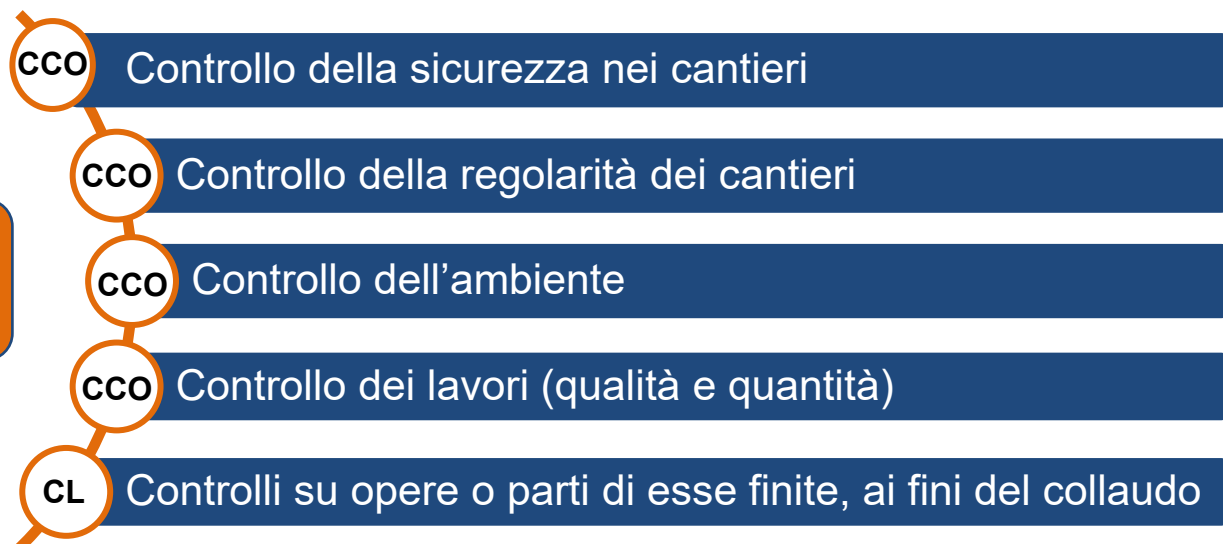 CCO Controllo della sicurezza nei cantieri
CCO Controllo della regolarità dei cantieri
CCO Controllo dell’ambiente
CCO Controllo dei lavori (qualità e quantità)
CL Controlli su opere o parti di esse finite, ai fini del collaudo